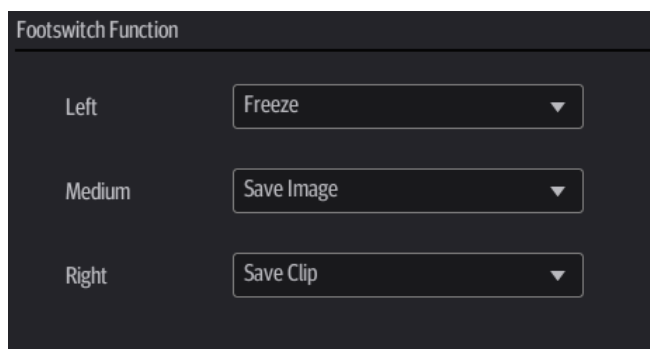 Footswitch Function
Left Freeze
Medium Save Image
Right Save Clip